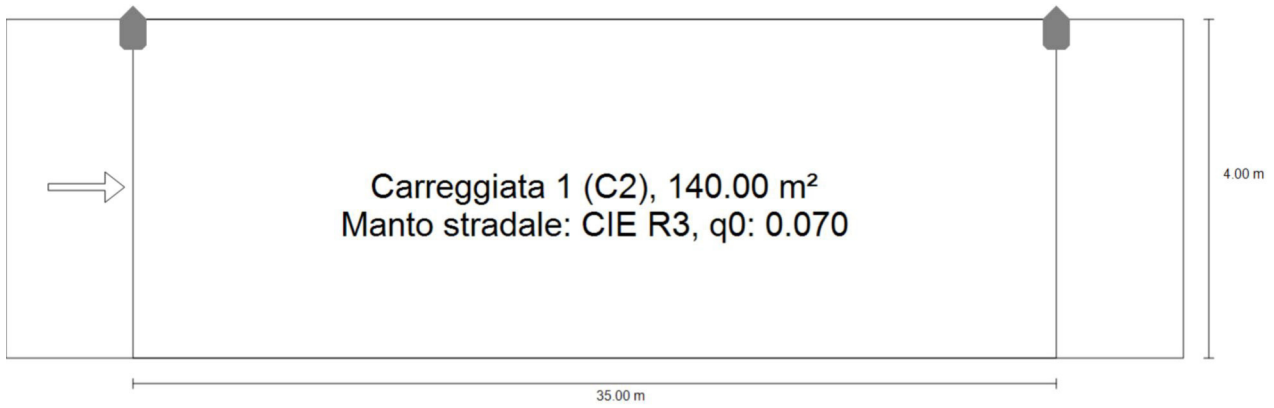 Carreggiata 1 (C2), 140.00 m²
Manto stradale: CIE R3, q0: 0.070
4.00 m
35.00 m